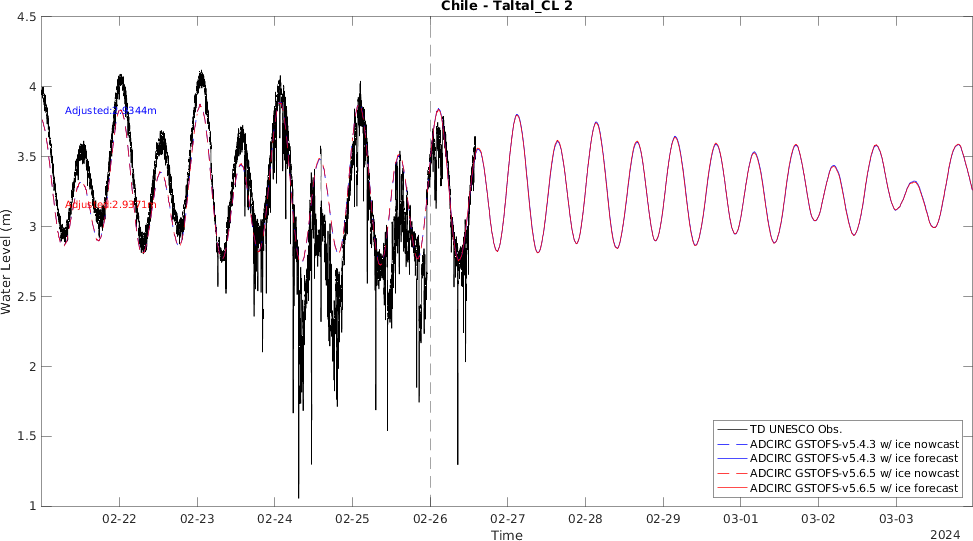 Chile - Taltal_CL 2
4.5
4
3.5
3
2.5
2
1.5
1
Water Level (m)
Adjusted:
9344m
Adjusted:2.9371m
TD UNESCO Obs.
ADCIRC GSTOFS-v5.4.3 w/ ice nowcast
ADCIRC GSTOFS-v5.4.3 w/ ice forecast
ADCIRC GSTOFS-v5.6.5 w/ ice nowcast
ADCIRC GSTOFS-v5.6.5 w/ ice forecast
02-22 02-23 02-24 02-25 02-26 02-27 02-28 02-29 03-01 03-02 03-03
Time
2024